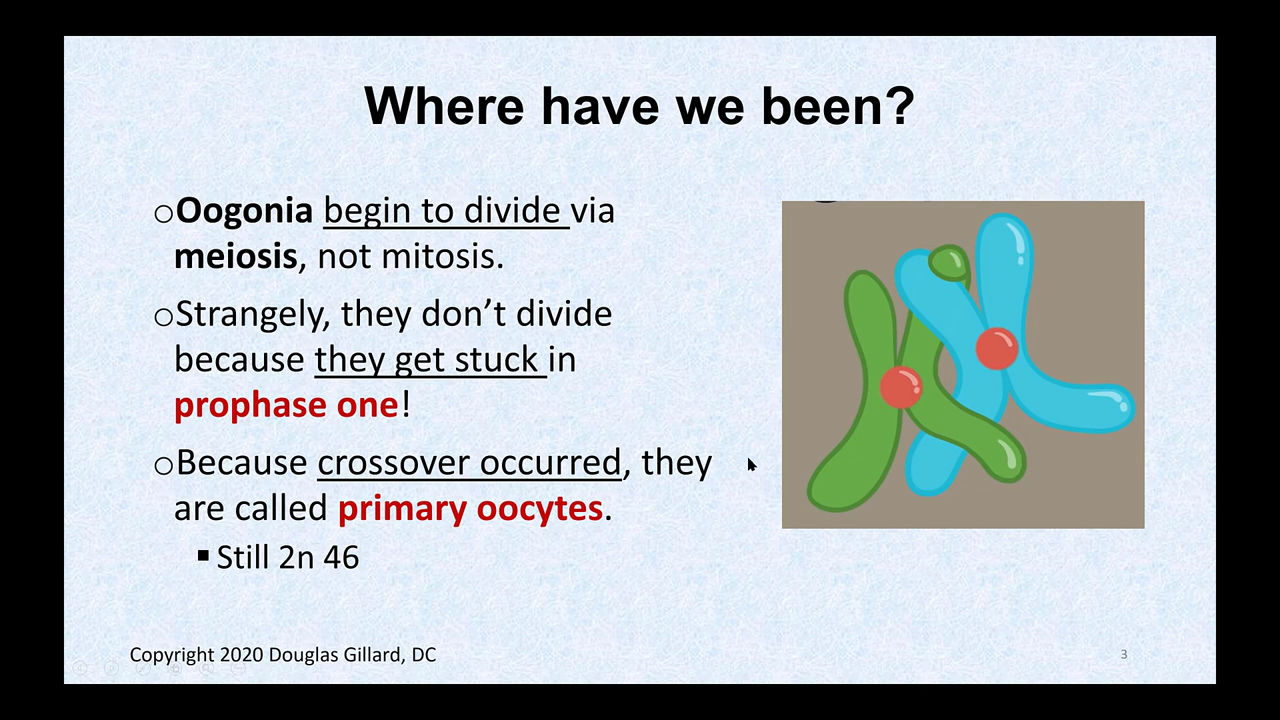 Where have we been?
oOogonia begin to divide via
meiosis, not mitosis.
oStrangely, they don’t divide
because they get stuck in
prophase one!
oBecause crossover occurred, they
are called primary oocytes.
▪Still 2n 46
Copyright 2020 Douglas Gillard, DC
3